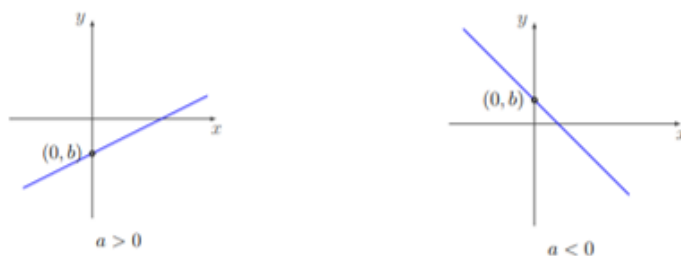 y
(0, b)
x
a > 0
y
(0, b)
x
a < 0